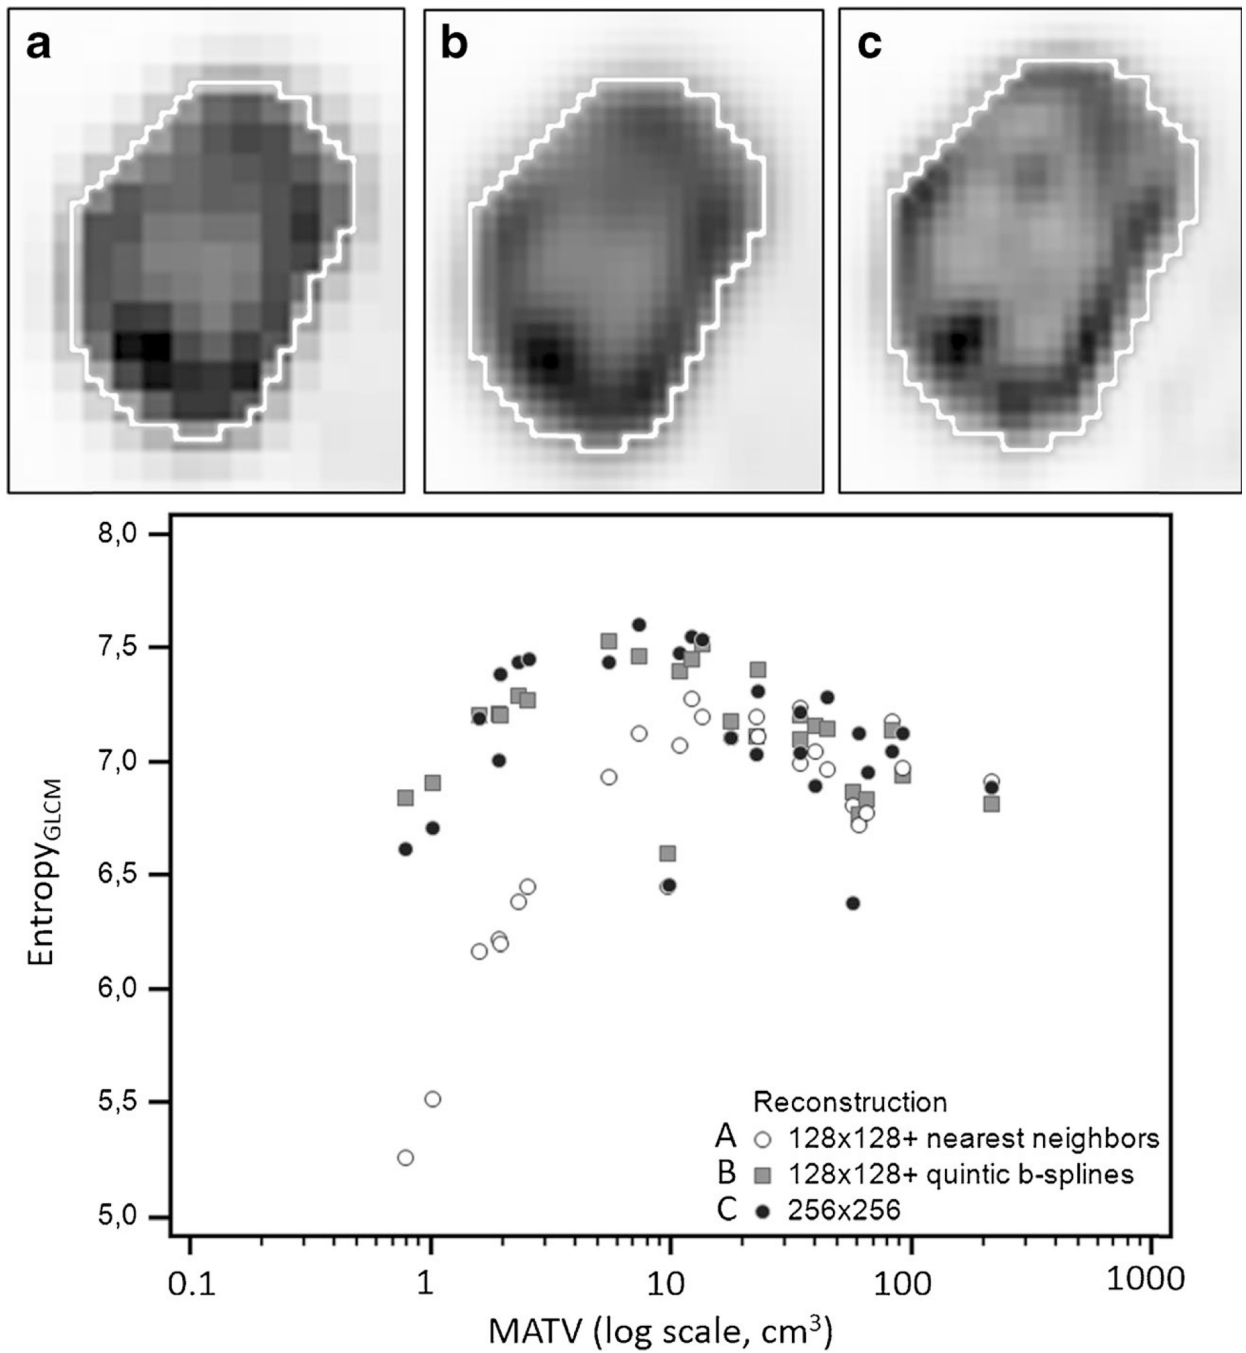 a
b
c
8,0
7,5
7,0
6,5
6,0
5,5
5,0
Entropy_GLCM
Reconstruction
A 128x128+ nearest neighbors
B 128x128+ quintic b-splines
C 256x256
0.1 1 10 100 1000
MATV (log scale, cm³)